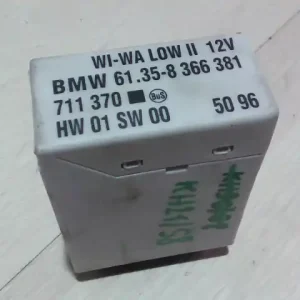 WI-WA LOW II 12V
BMW 61.35-8 366 381
711 370 BuS
HW 01 SW 00 50 96